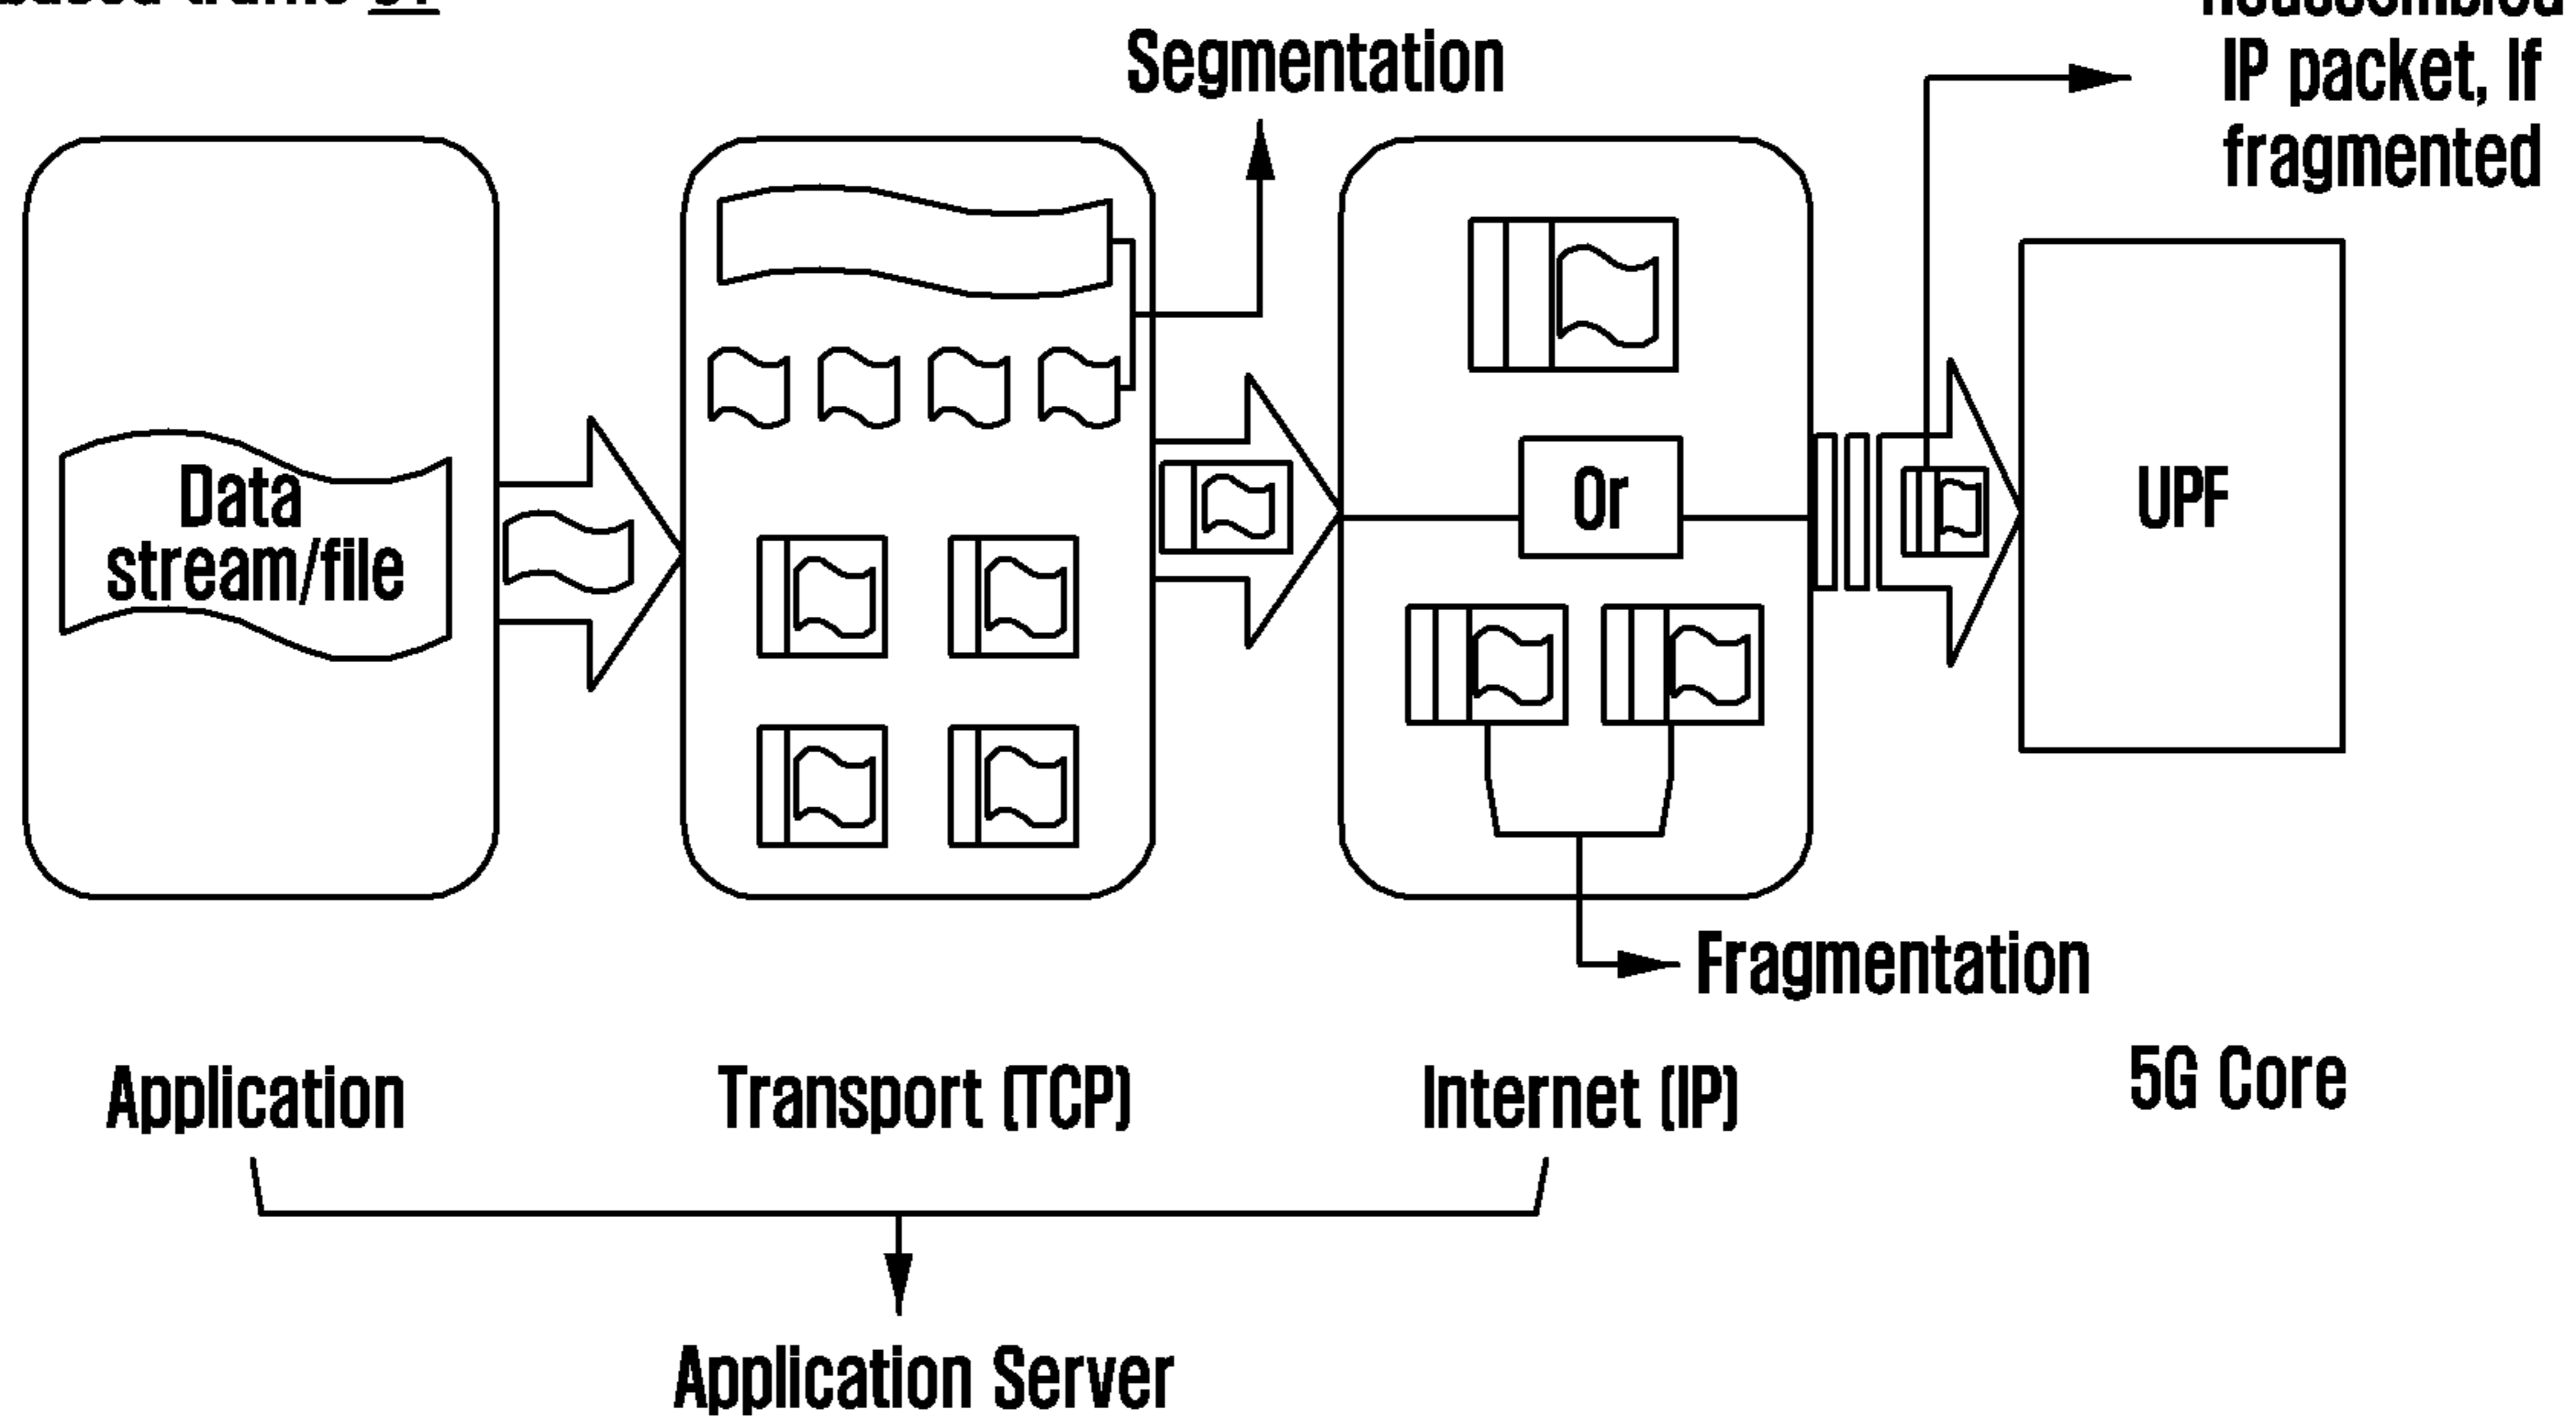 Segmentation
IP packet, If
fragmented
Data
stream/file
Or
UPF
Fragmentation
Application
Transport (TCP)
Internet (IP)
5G Core
Application Server